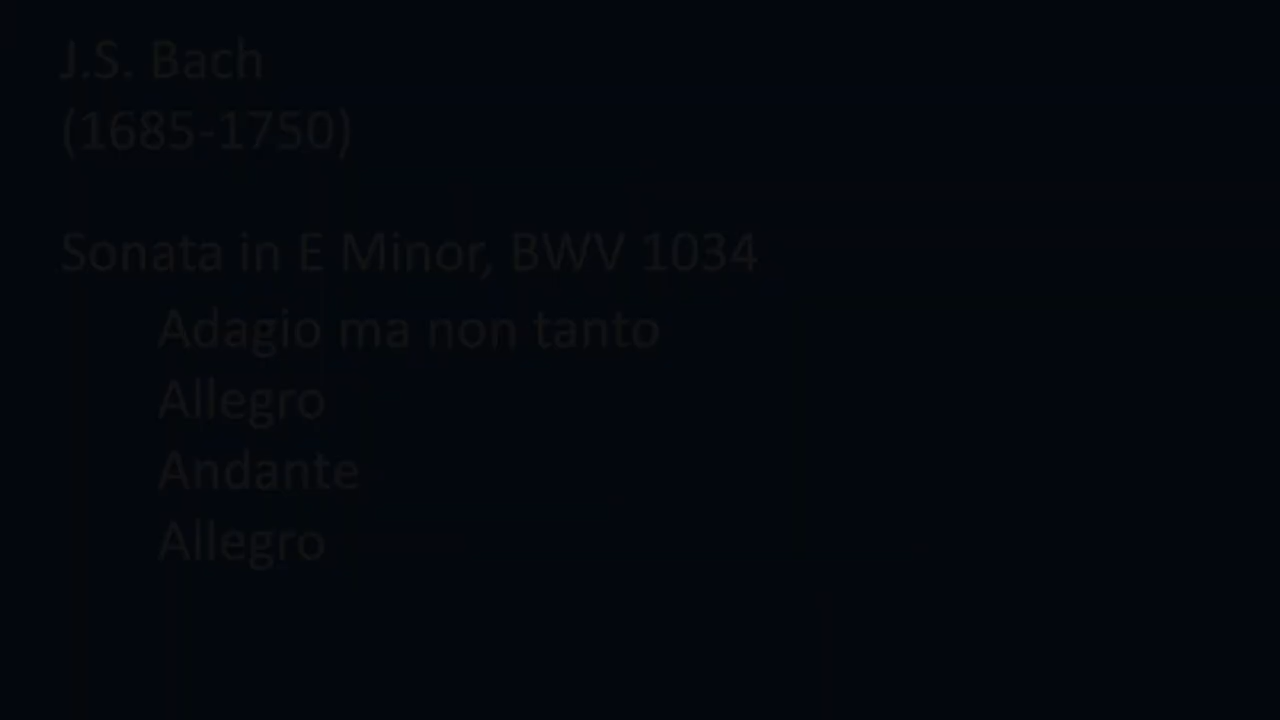 J.S. Bach
(1685-1750)
Sonata in E Minor, BWV 1034
Adagio ma non tanto
Allegro
Andante
Allegro